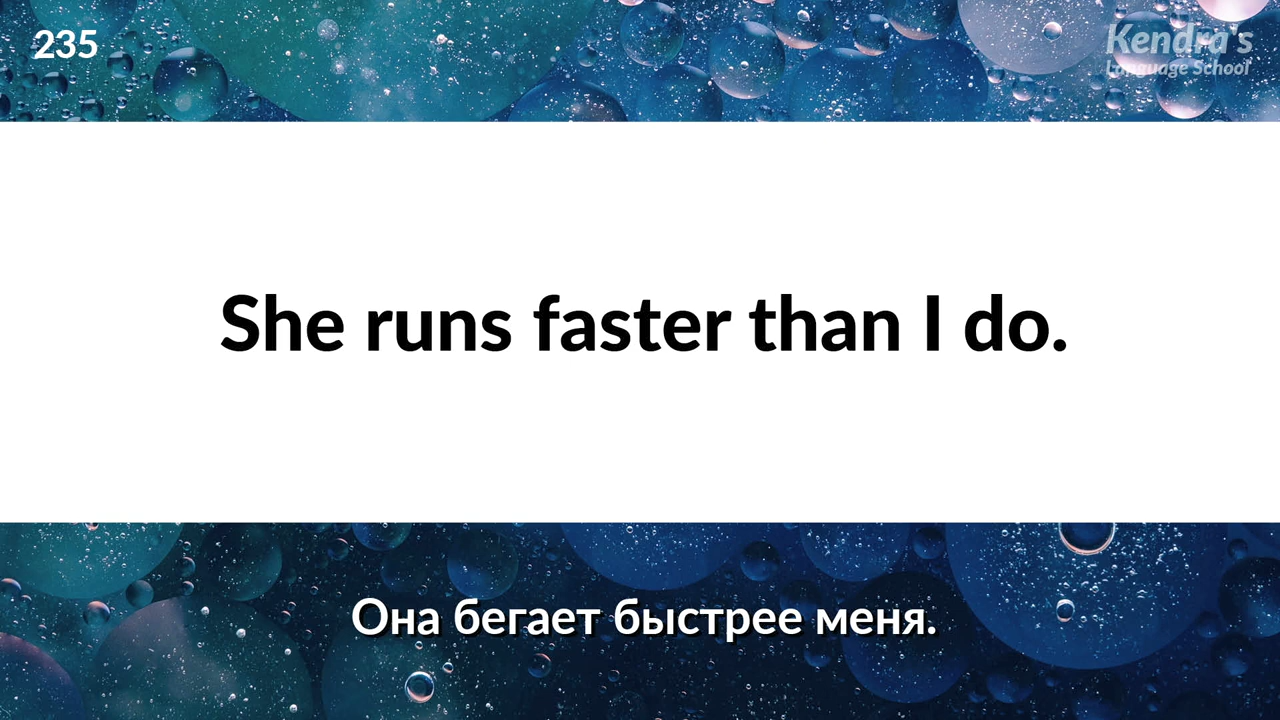 235
Kendra's
Language School
She runs faster than I do.
Она бегает быстрее меня.